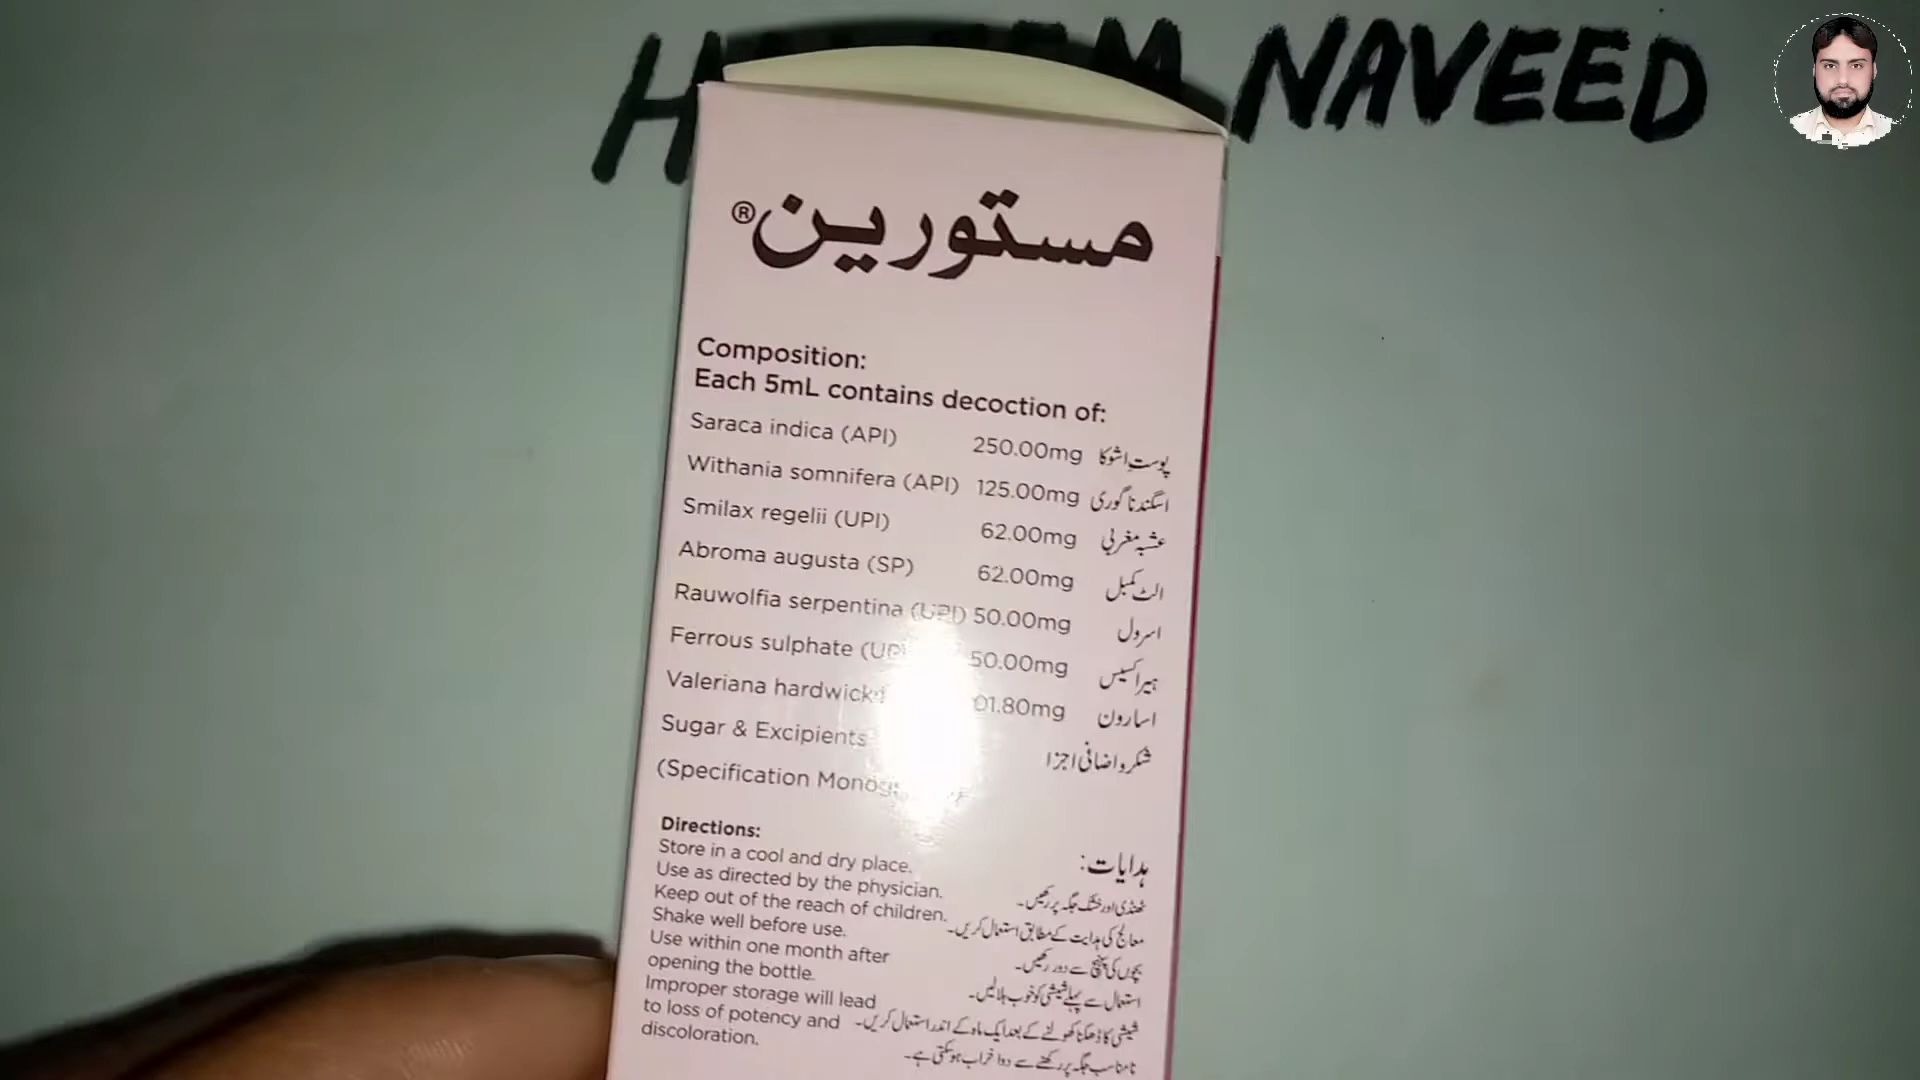 NAVEED
مستورین®
Composition:
Each 5mL contains decoction of:
Saraca indica (API) 250.00mg پوست اشوکا
Withania somnifera (API) 125.00mg اسگندناگوری
Smilax regelii (UPI) 62.00mg عشبہ مغربی
Abroma augusta (SP) 62.00mg الٹ کمبل
Rauwolfia serpentina (UPI) 50.00mg اسرول
Ferrous sulphate 50.00mg ہیراکسیس
Valeriana اسارون
Sugar & Excipients شکر و اضافی اجزا
(Specification
Directions:
Store in a cool and dry place.
Use as directed by the physician.
Keep out of the reach of children.
Shake well before use.
Use within one month after
opening the bottle.
Improper storage will lead
to loss of potency and
discoloration.
ہدایات:
ٹھنڈی اور خشک جگہ پر رکھیں۔
معالج کی ہدایت کے مطابق استعمال کریں۔
بچوں کی پہنچ سے دور رکھیں۔
استعمال سے پہلے شیشی کو خوب ہلالیں۔
شیشی کا ڈھکنا کھولنے کے بعد ایک ماہ کے اندر استعمال کریں۔
نامناسب جگہ پر رکھنے سے دوا خراب ہوسکتی ہے۔